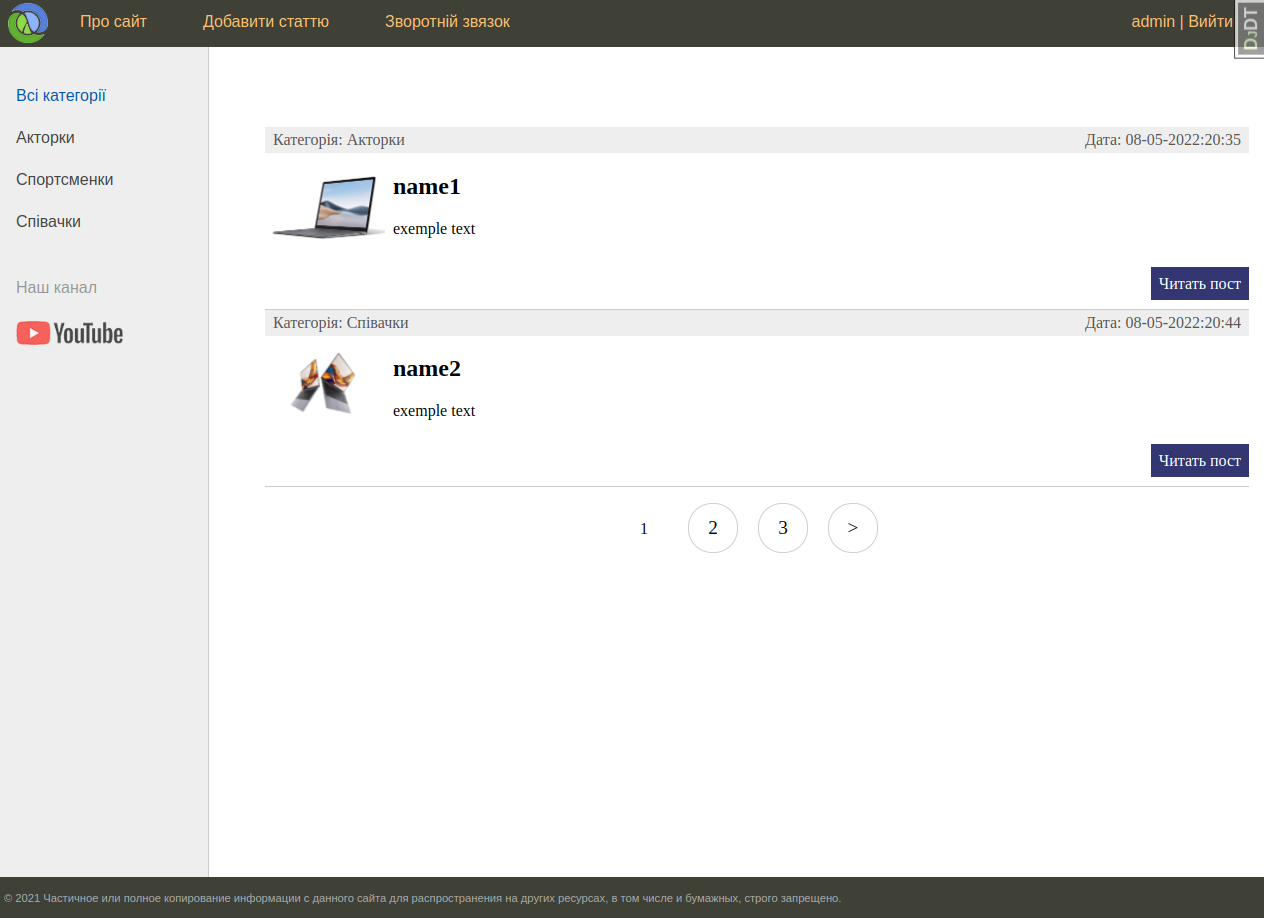 Про сайт Добавити статтю Зворотній звязок admin | Вийти
DJDT
Всі категорії
Акторки
Спортсменки
Співачки
Наш канал
YouTube
Категорія: Акторки Дата: 08-05-2022:20:35
name1
exemple text
Читать пост
Категорія: Співачки Дата: 08-05-2022:20:44
name2
exemple text
Читать пост
1 2 3 >
© 2021 Частичное или полное копирование информации с данного сайта для распространения на других ресурсах, в том числе и бумажных, строго запрещено.